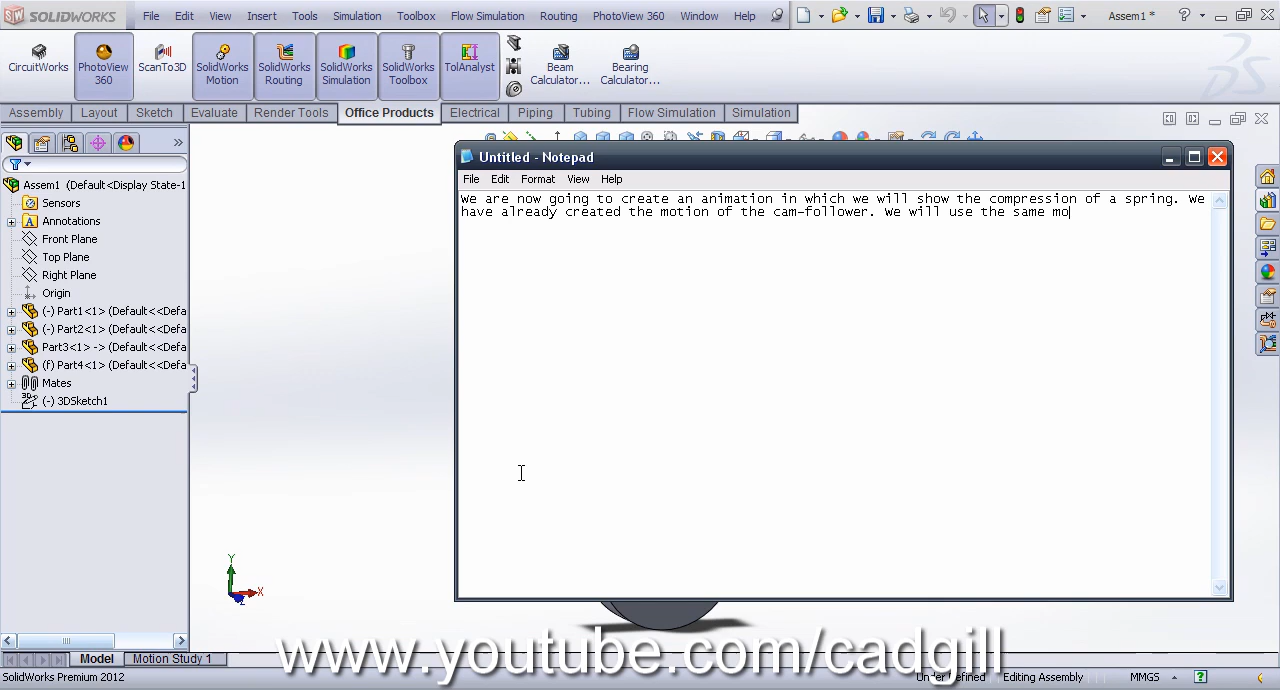 SOLIDWORKS File Edit View Insert Tools Simulation Toolbox Flow Simulation Routing PhotoView 360 Window Help Assem1 *
CircuitWorks
PhotoView 360
ScanTo3D
SolidWorks Motion
SolidWorks Routing
SolidWorks Simulation
SolidWorks Toolbox
TolAnalyst
Beam Calculator...
Bearing Calculator...
Assembly Layout Sketch Evaluate Render Tools Office Products Electrical Piping Tubing Flow Simulation Simulation
Assem1 (Default<Display State-1
Sensors
Annotations
Front Plane
Top Plane
Right Plane
Origin
(-) Part1<1> (Default<<Defa
(-) Part2<1> (Default<<Defa
Part3<1> -> (Default<<Defa
(f) Part4<1> (Default<<Defa
Mates
(-) 3DSketch1
Untitled - Notepad
File Edit Format View Help
We are now going to create an animation in which we will show the compression of a spring. We
have already created the motion of the cam-follower. We will use the same mo
Y
X
Model Motion Study 1
www.youtube.com/cadgill
SolidWorks Premium 2012 Under Defined Editing Assembly MMGS